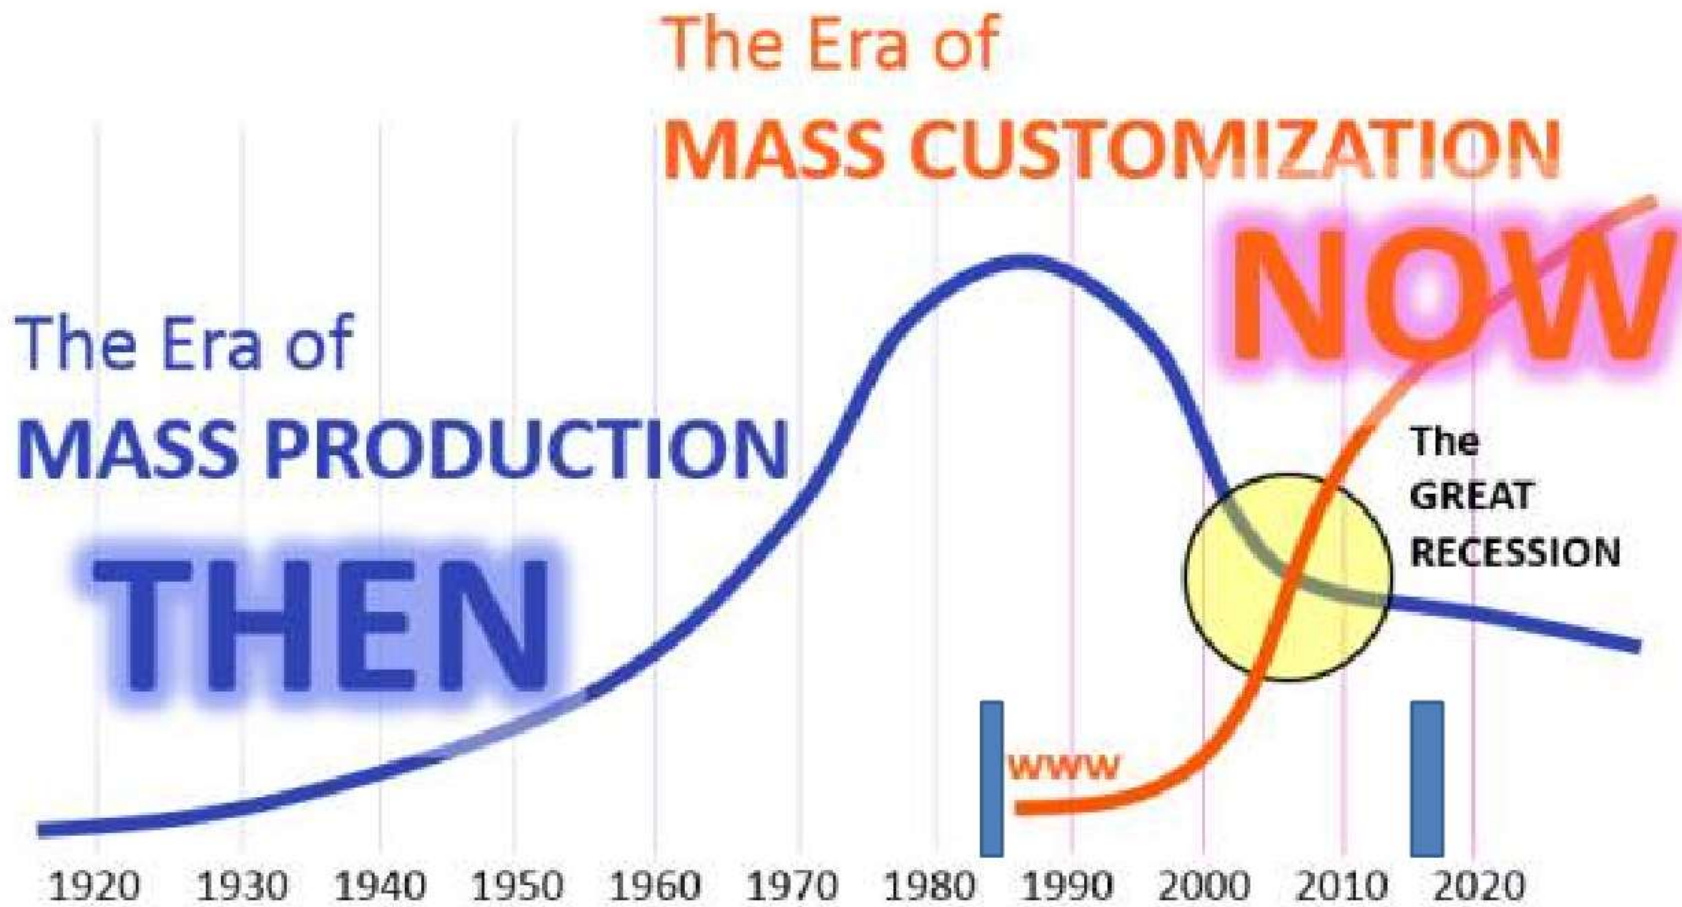 The Era of
MASS CUSTOMIZATION
NOW
The Era of
MASS PRODUCTION
THEN
The
GREAT
RECESSION
www
1920 1930 1940 1950 1960 1970 1980 1990 2000 2010 2020